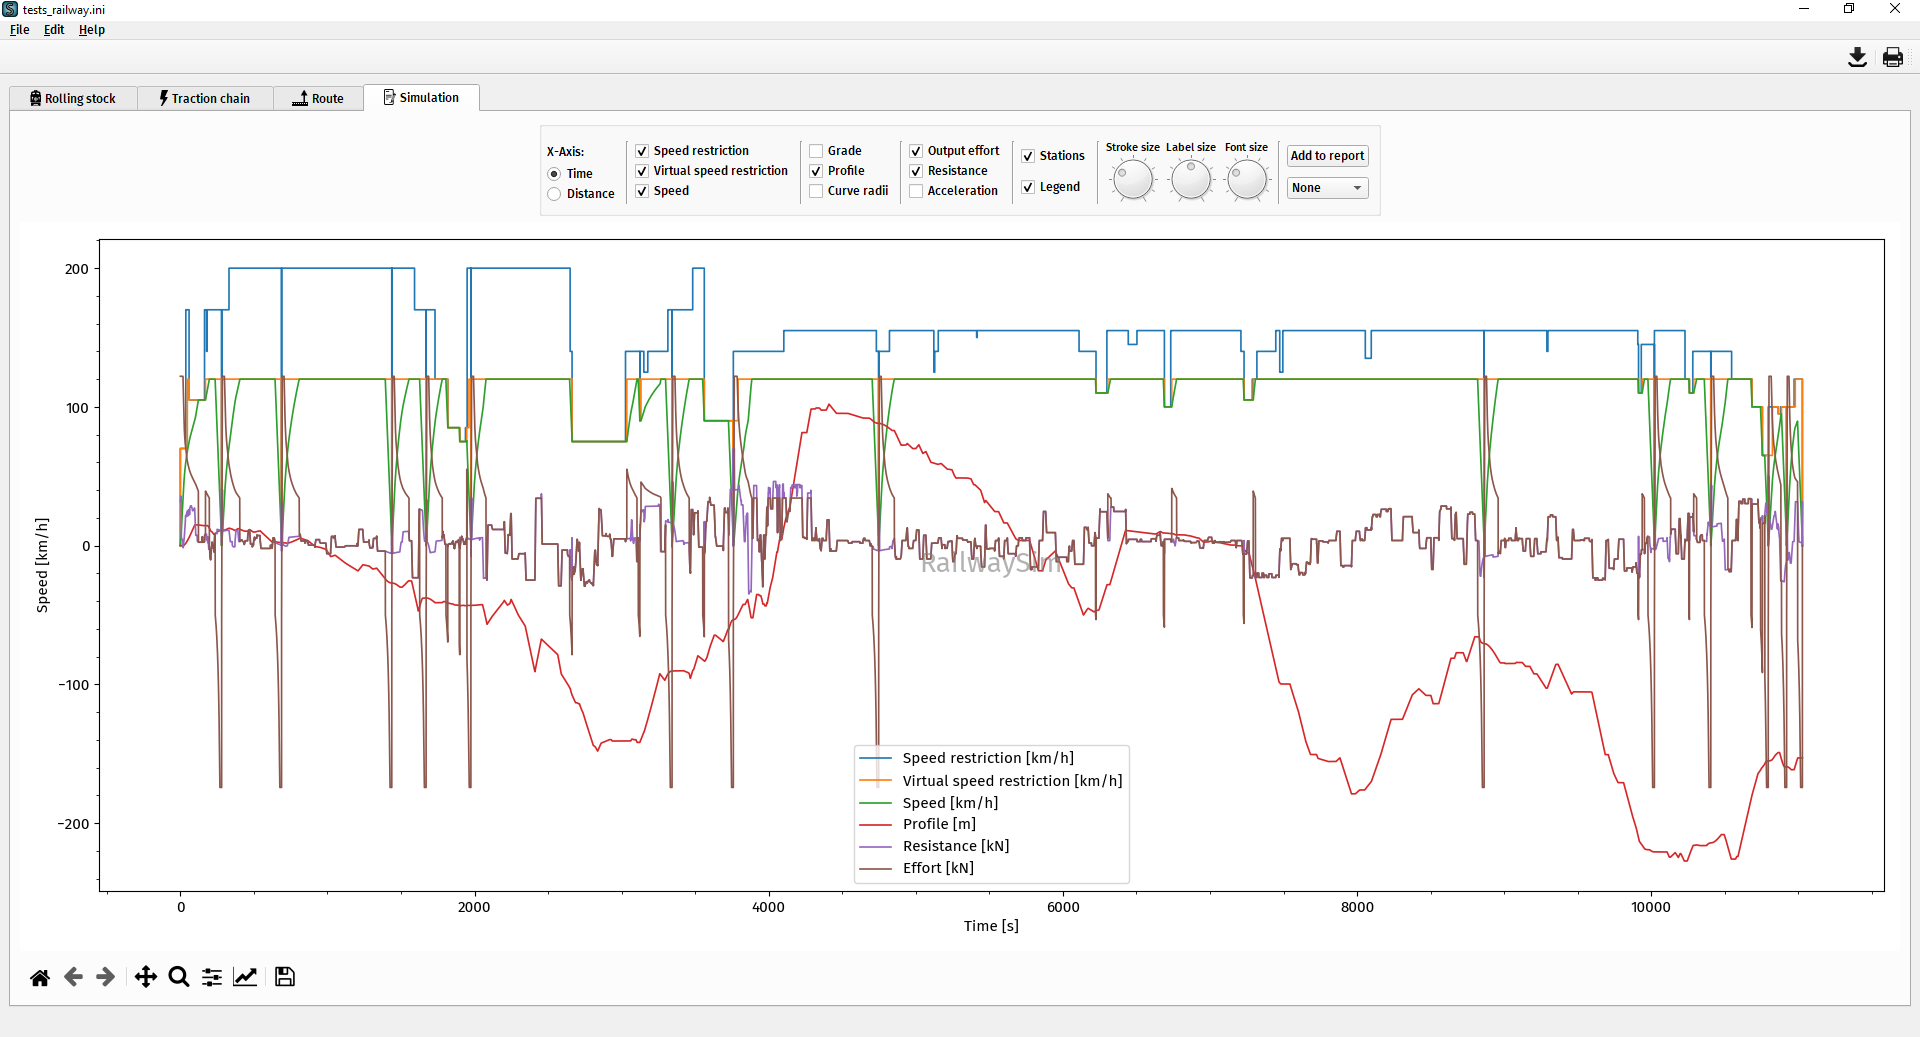 tests_railway.ini
File Edit Help
Rolling stock Traction chain Route Simulation
X-Axis:
Time
Distance
Speed restriction
Virtual speed restriction
Speed
Grade
Profile
Curve radii
Output effort
Resistance
Acceleration
Stations
Legend
Stroke size Label size Font size
Add to report
None
200
100
0
−100
−200
Speed [km/h]
RailwaySim
Speed restriction [km/h]
Virtual speed restriction [km/h]
Speed [km/h]
Profile [m]
Resistance [kN]
Effort [kN]
0 2000 4000 6000 8000 10000
Time [s]